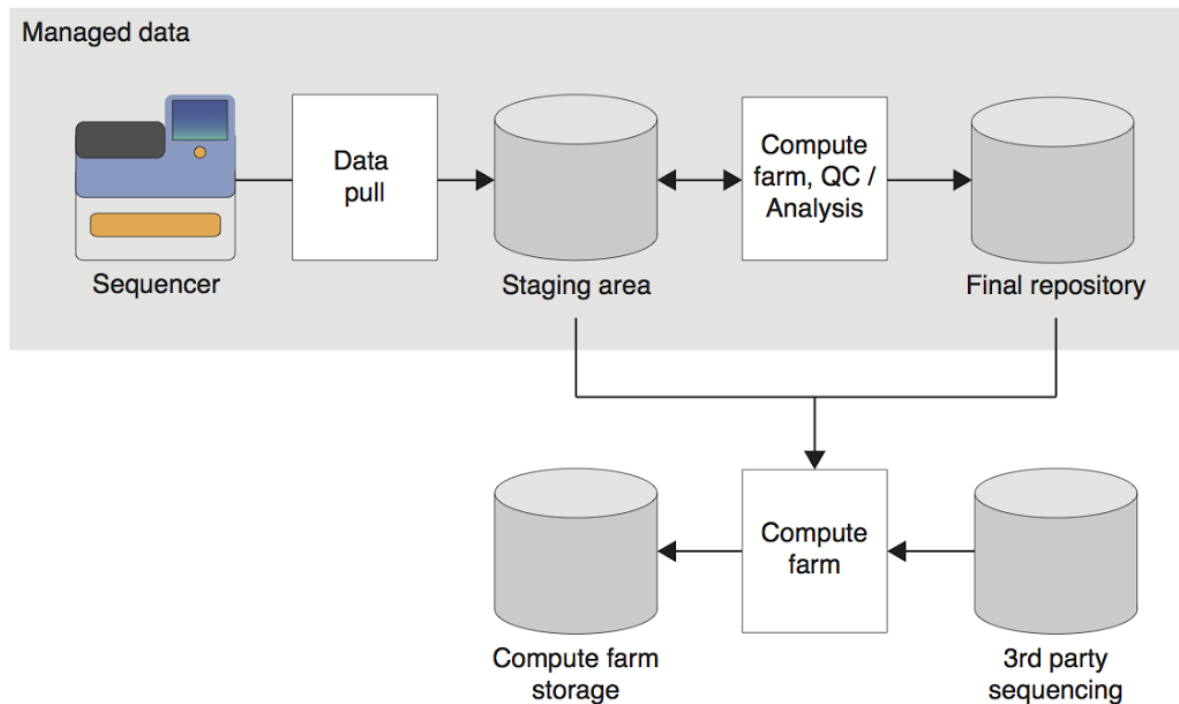 Managed data
Data
pull
Compute
farm, QC /
Analysis
Sequencer
Staging area
Final repository
Compute
farm
Compute farm
storage
3rd party
sequencing